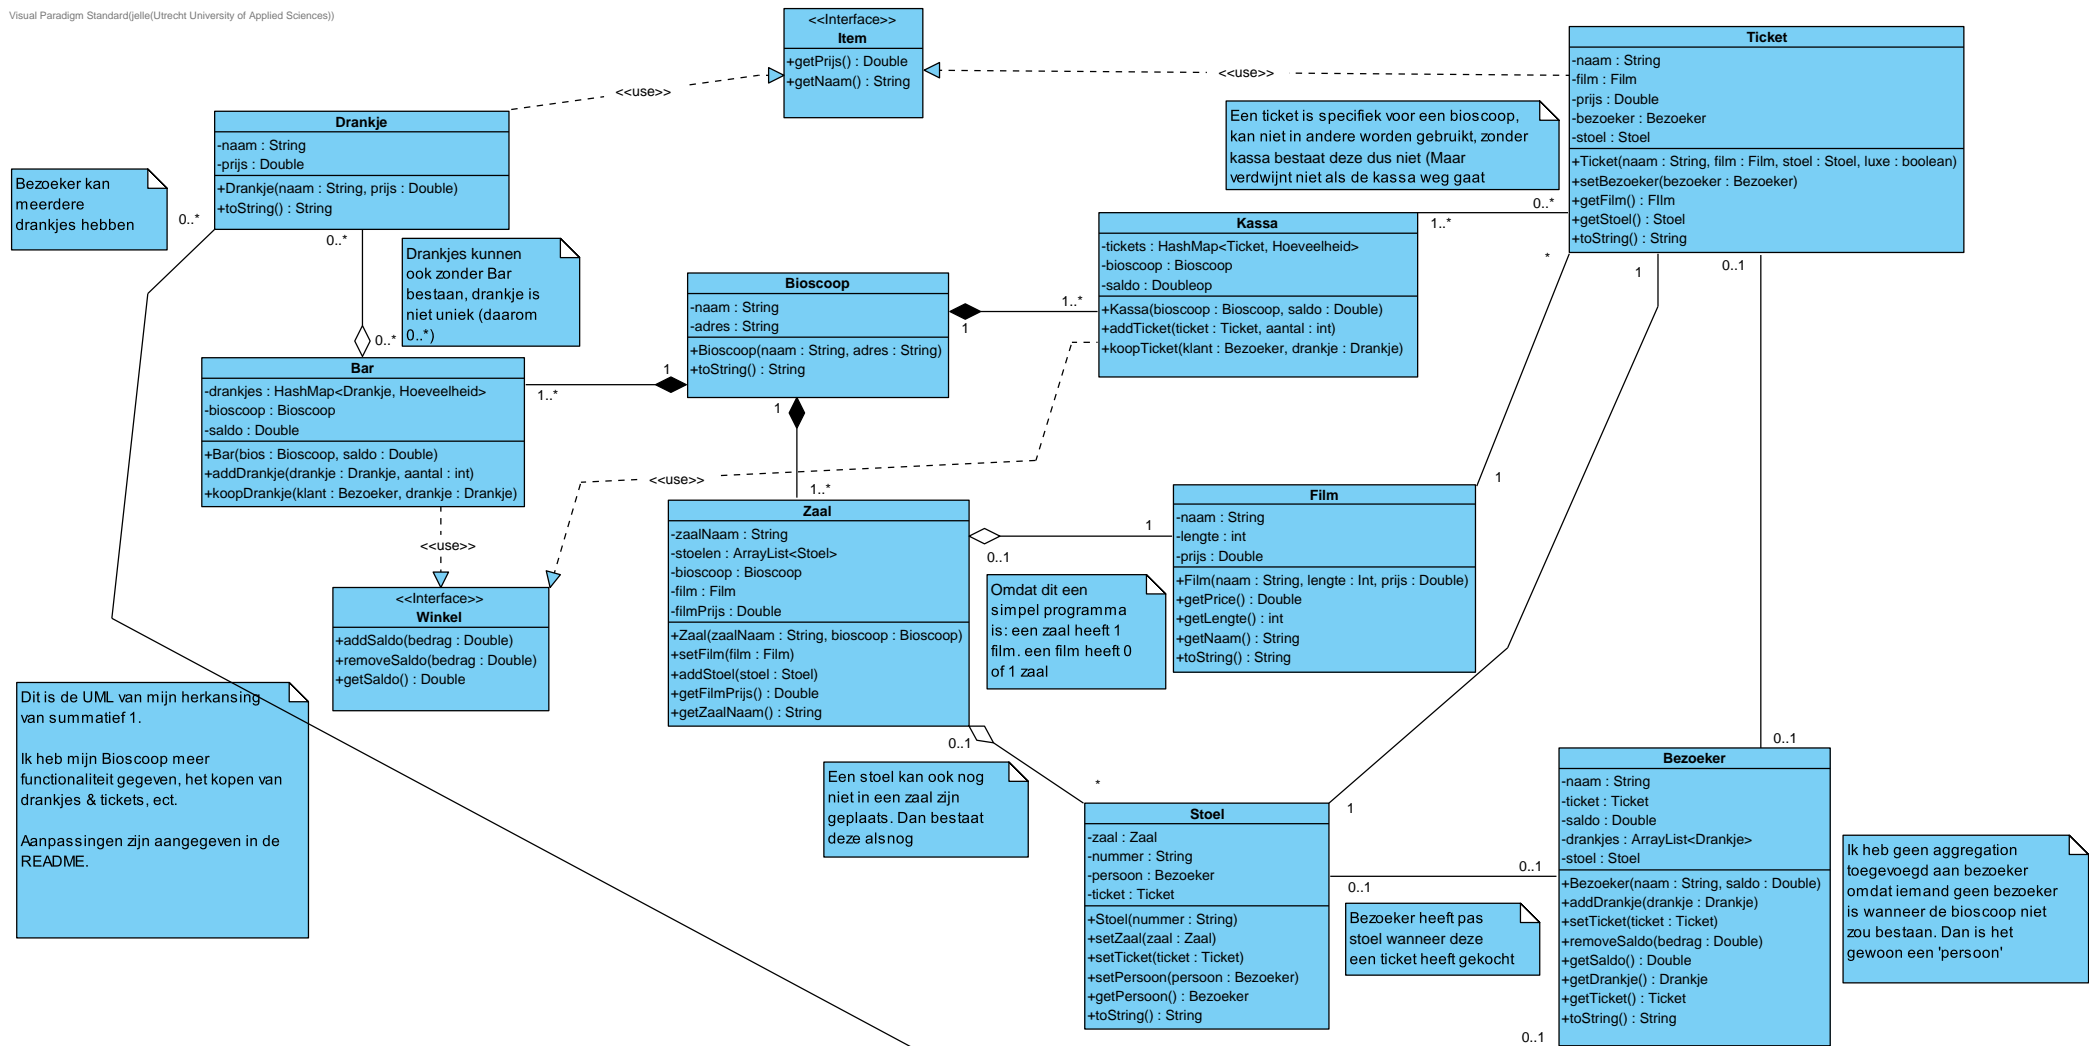 Visual Paradigm Standard(jelle(Utrecht University of Applied Sciences))
<<Interface>>
Item
+getPrijs() : Double
+getNaam() : String
<<use>>
<<use>>
Ticket
-naam : String
-film : Film
-prijs : Double
-bezoeker : Bezoeker
-stoel : Stoel
+Ticket(naam : String, film : Film, stoel : Stoel, luxe : boolean)
+setBezoeker(bezoeker : Bezoeker)
+getFilm() : FIlm
+getStoel() : Stoel
+toString() : String
Een ticket is specifiek voor een bioscoop,
kan niet in andere worden gebruikt, zonder
kassa bestaat deze dus niet (Maar
verdwijnt niet als de kassa weg gaat
Drankje
-naam : String
-prijs : Double
+Drankje(naam : String, prijs : Double)
+toString() : String
Bezoeker kan
meerdere
drankjes hebben
0..*
0..*
Drankjes kunnen
ook zonder Bar
bestaan, drankje is
niet uniek (daarom
0..*)
0..*
Bioscoop
-naam : String
-adres : String
+Bioscoop(naam : String, adres : String)
+toString() : String
Kassa
-tickets : HashMap<Ticket, Hoeveelheid>
-bioscoop : Bioscoop
-saldo : Doubleop
+Kassa(bioscoop : Bioscoop, saldo : Double)
+addTicket(ticket : Ticket, aantal : int)
+koopTicket(klant : Bezoeker, drankje : Drankje)
1..*
0..*
1..*
1
*
1
0..1
Bar
-drankjes : HashMap<Drankje, Hoeveelheid>
-bioscoop : Bioscoop
-saldo : Double
+Bar(bios : Bioscoop, saldo : Double)
+addDrankje(drankje : Drankje, aantal : int)
+koopDrankje(klant : Bezoeker, drankje : Drankje)
1
1..*
1
1..*
<<use>>
<<use>>
<<Interface>>
Winkel
+addSaldo(bedrag : Double)
+removeSaldo(bedrag : Double)
+getSaldo() : Double
Zaal
-zaalNaam : String
-stoelen : ArrayList<Stoel>
-bioscoop : Bioscoop
-film : Film
-filmPrijs : Double
+Zaal(zaalNaam : String, bioscoop : Bioscoop)
+setFilm(film : Film)
+addStoel(stoel : Stoel)
+getFilmPrijs() : Double
+getZaalNaam() : String
1
0..1
Film
-naam : String
-lengte : int
-prijs : Double
+Film(naam : String, lengte : Int, prijs : Double)
+getPrice() : Double
+getLengte() : int
+getNaam() : String
+toString() : String
1
Omdat dit een
simpel programma
is: een zaal heeft 1
film. een film heeft 0
of 1 zaal
Dit is de UML van mijn herkansing
van summatief 1.
Ik heb mijn Bioscoop meer
functionaliteit gegeven, het kopen van
drankjes & tickets, ect.
Aanpassingen zijn aangegeven in de
README.
0..1
*
Een stoel kan ook nog
niet in een zaal zijn
geplaats. Dan bestaat
deze alsnog
Stoel
-zaal : Zaal
-nummer : String
-persoon : Bezoeker
-ticket : Ticket
+Stoel(nummer : String)
+setZaal(zaal : Zaal)
+setTicket(ticket : Ticket)
+setPersoon(persoon : Bezoeker)
+getPersoon() : Bezoeker
+toString() : String
1
0..1
0..1
Bezoeker heeft pas
stoel wanneer deze
een ticket heeft gekocht
0..1
Bezoeker
-naam : String
-ticket : Ticket
-saldo : Double
-drankjes : ArrayList<Drankje>
-stoel : Stoel
+Bezoeker(naam : String, saldo : Double)
+addDrankje(drankje : Drankje)
+setTicket(ticket : Ticket)
+removeSaldo(bedrag : Double)
+getSaldo() : Double
+getDrankje() : Drankje
+getTicket() : Ticket
+toString() : String
0..1
Ik heb geen aggregation
toegevoegd aan bezoeker
omdat iemand geen bezoeker
is wanneer de bioscoop niet
zou bestaan. Dan is het
gewoon een 'persoon'